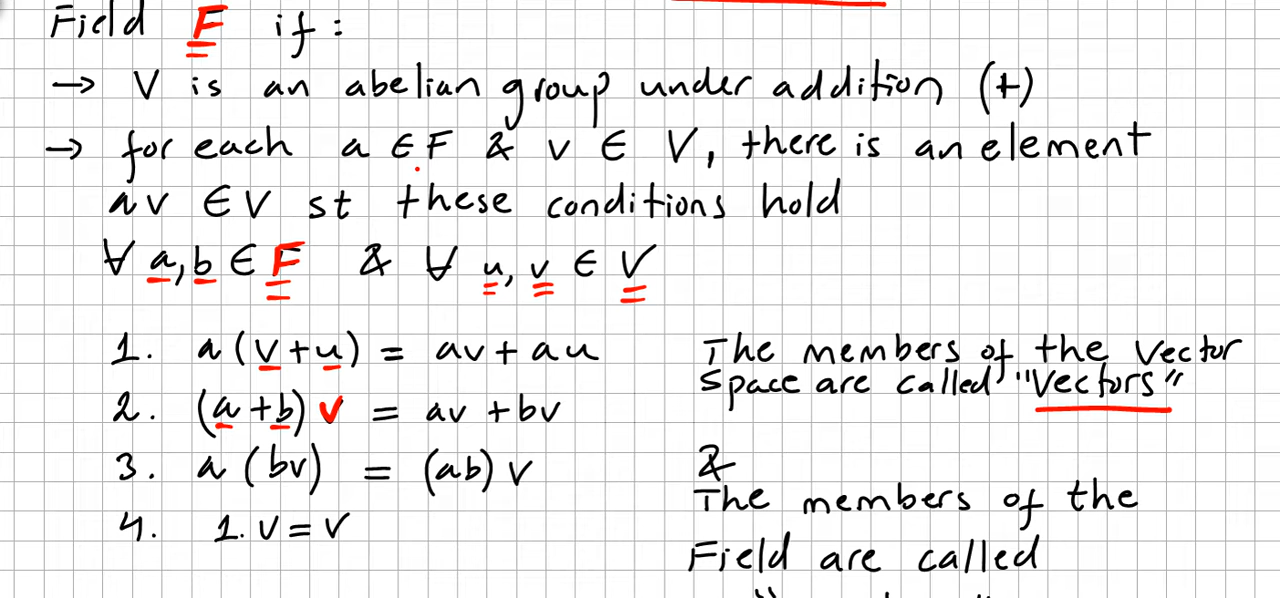 Field F if:
→ V is an abelian group under addition (+)
→ for each a ∈ F & v ∈ V, there is an element
av ∈ V st these conditions hold
∀ a, b ∈ F & ∀ u, v ∈ V
1. a (v + u) = av + au
2. (a + b) v = av + bv
3. a (bv) = (ab) v
4. 1. v = v
The members of the vector
space are called "Vectors"
&
The members of the
Field are called